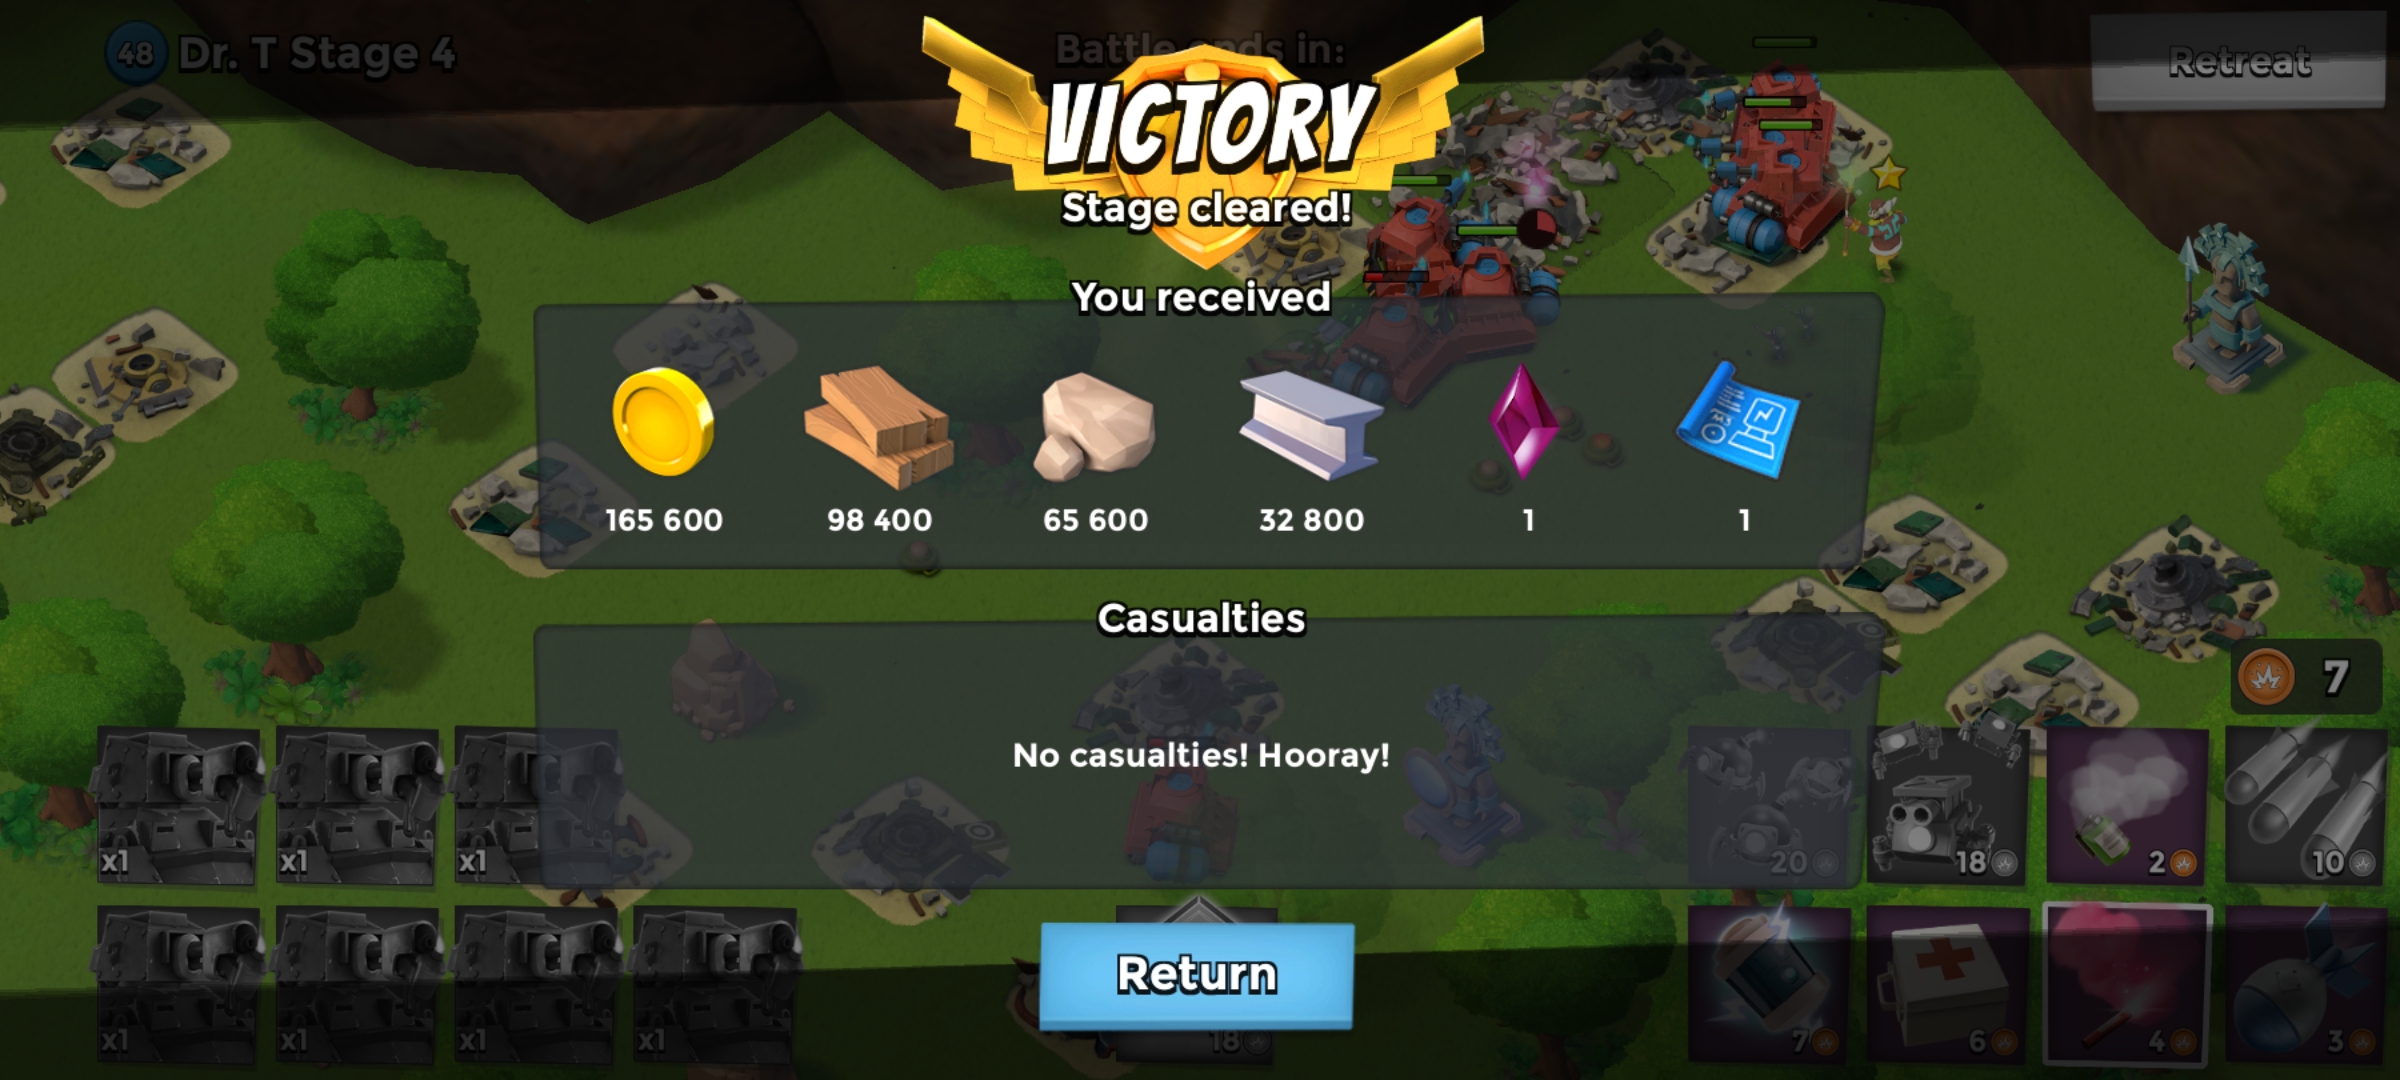 48 Dr. T Stage 4
Battle ends in:
Retreat
VICTORY
Stage cleared!
You received
165 600
98 400
65 600
32 800
1
1
Casualties
7
No casualties! Hooray!
x1
x1
x1
20
18
2
10
Return
x1
x1
x1
x1
18
7
6
4
3